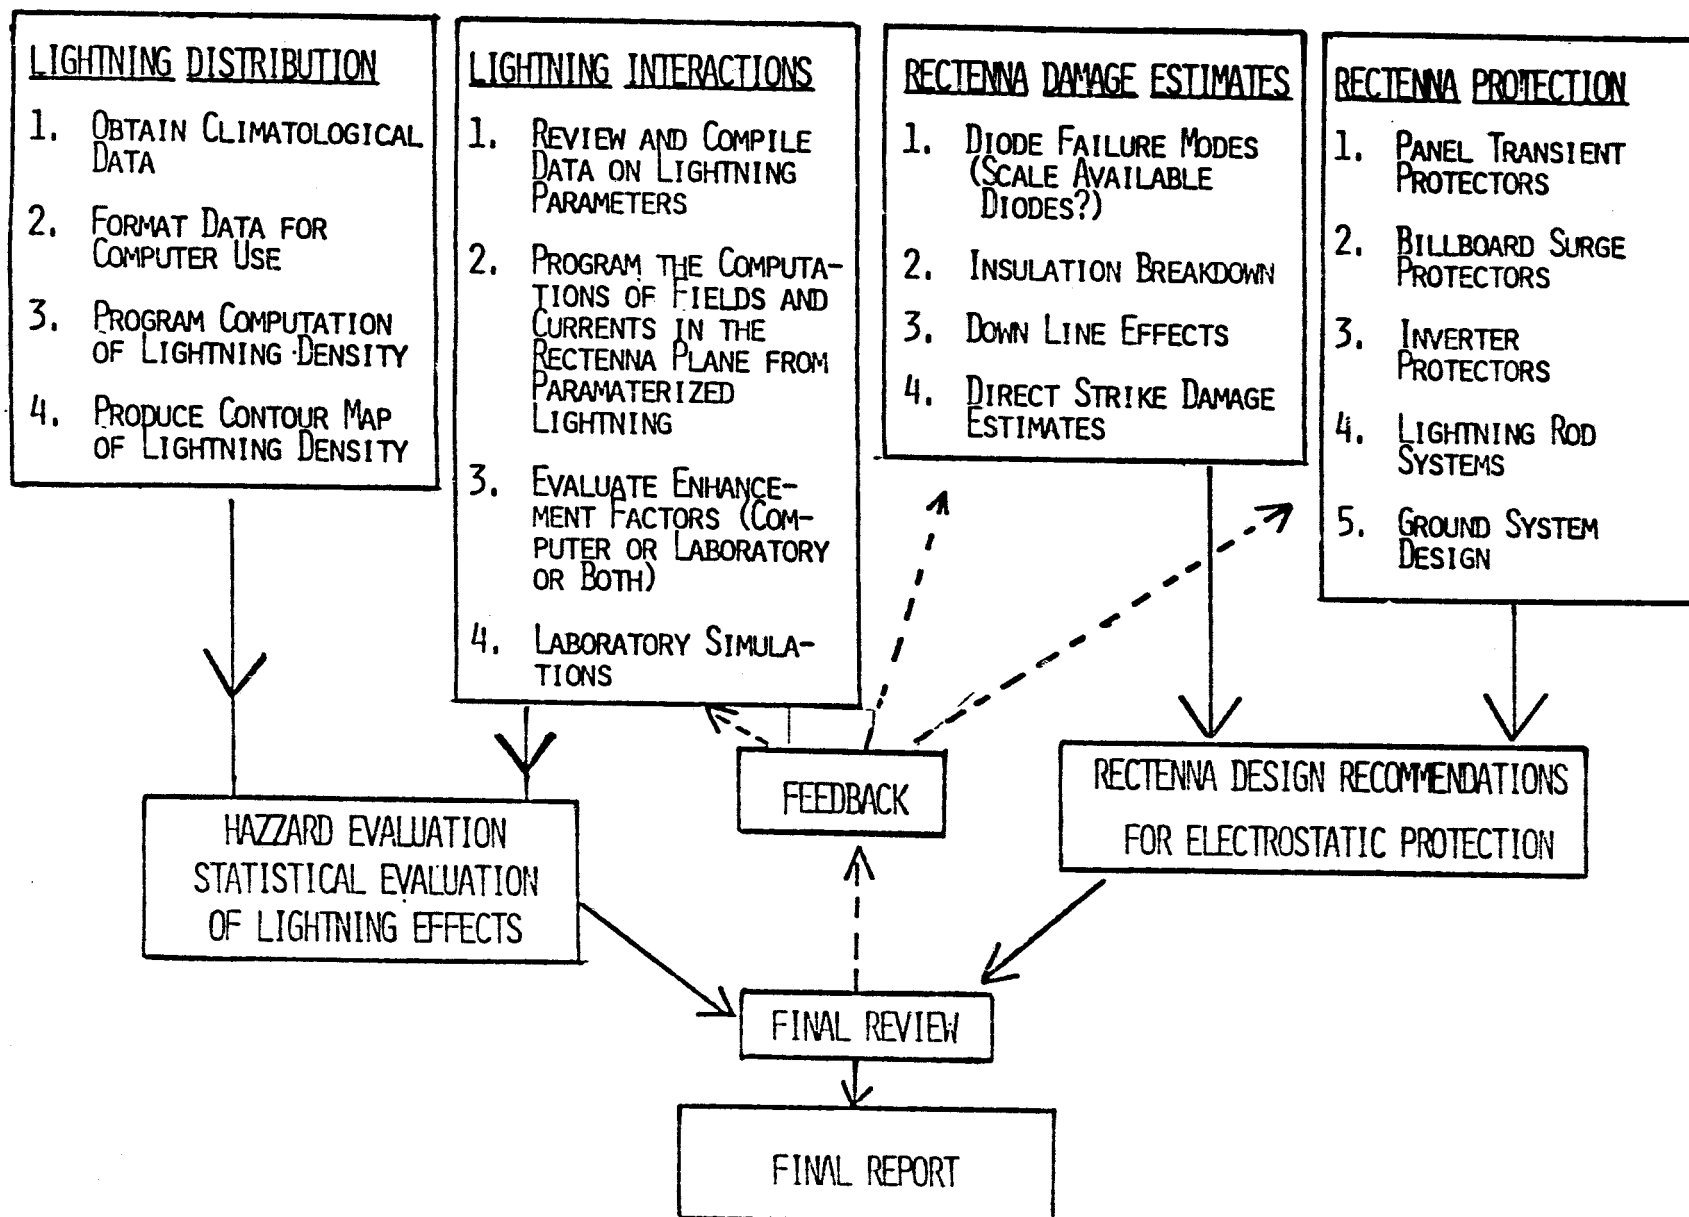 LIGHTNING DISTRIBUTION
1. OBTAIN CLIMATOLOGICAL
DATA
2. FORMAT DATA FOR
COMPUTER USE
3. PROGRAM COMPUTATION
OF LIGHTNING DENSITY
4. PRODUCE CONTOUR MAP
OF LIGHTNING DENSITY
LIGHTNING INTERACTIONS
1. REVIEW AND COMPILE
DATA ON LIGHTNING
PARAMETERS
2. PROGRAM THE COMPUTA-
TIONS OF FIELDS AND
CURRENTS IN THE
RECTENNA PLANE FROM
PARAMATERIZED
LIGHTNING
3. EVALUATE ENHANCE-
MENT FACTORS (COM-
PUTER OR LABORATORY
OR BOTH)
4. LABORATORY SIMULA-
TIONS
RECTENNA DAMAGE ESTIMATES
1. DIODE FAILURE MODES
(SCALE AVAILABLE
DIODES?)
2. INSULATION BREAKDOWN
3. DOWN LINE EFFECTS
4. DIRECT STRIKE DAMAGE
ESTIMATES
RECTENNA PROTECTION
1. PANEL TRANSIENT
PROTECTORS
2. BILLBOARD SURGE
PROTECTORS
3. INVERTER
PROTECTORS
4. LIGHTNING ROD
SYSTEMS
5. GROUND SYSTEM
DESIGN
HAZZARD EVALUATION
STATISTICAL EVALUATION
OF LIGHTNING EFFECTS
FEEDBACK
RECTENNA DESIGN RECOMMENDATIONS
FOR ELECTROSTATIC PROTECTION
FINAL REVIEW
FINAL REPORT